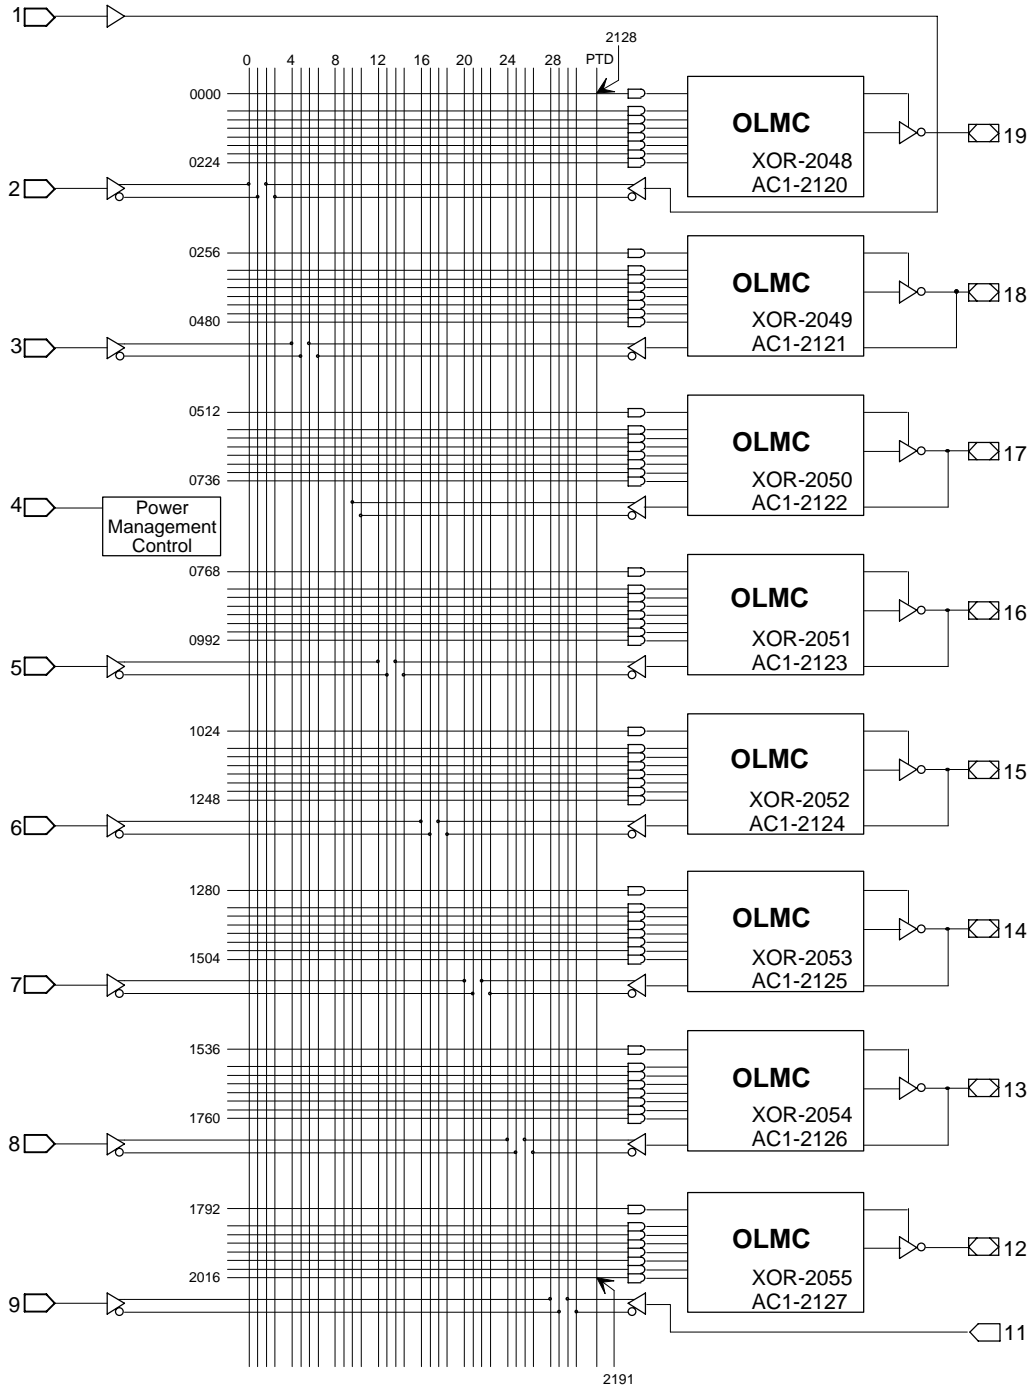 1
2128
0 4 8 12 16 20 24 28 PTD
0000
OLMC
19
XOR-2048
0224
AC1-2120
2
0256
OLMC
18
XOR-2049
0480
AC1-2121
3
0512
OLMC
17
XOR-2050
0736
AC1-2122
4
Power
Management
Control
0768
OLMC
16
XOR-2051
0992
AC1-2123
5
1024
OLMC
15
XOR-2052
1248
AC1-2124
6
1280
OLMC
14
XOR-2053
1504
AC1-2125
7
1536
OLMC
13
XOR-2054
1760
AC1-2126
8
1792
OLMC
12
XOR-2055
2016
AC1-2127
9
11
2191